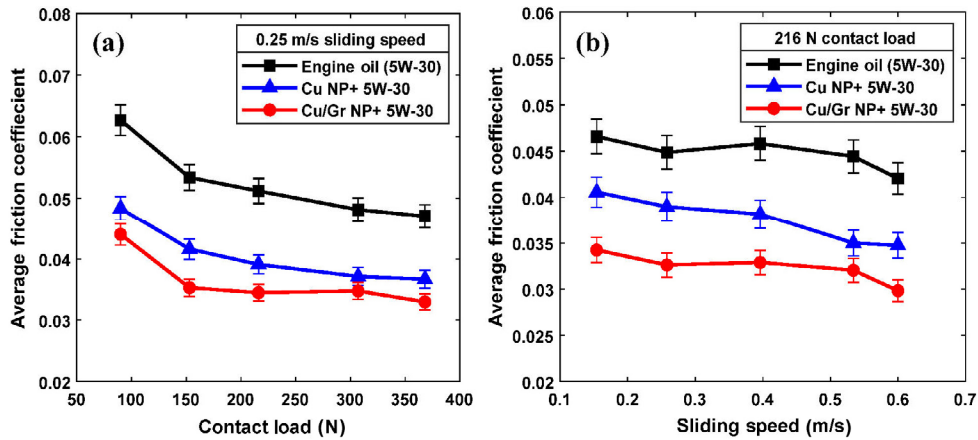 (a)
0.25 m/s sliding speed
Engine oil (5W-30)
Cu NP+ 5W-30
Cu/Gr NP+ 5W-30
Average friction coeffiecient
0.08
0.07
0.06
0.05
0.04
0.03
0.02
50 100 150 200 250 300 350 400
Contact load (N)
(b)
216 N contact load
Engine oil (5W-30)
Cu NP+ 5W-30
Cu/Gr NP+ 5W-30
Average friction coeffiecient
0.06
0.055
0.05
0.045
0.04
0.035
0.03
0.025
0.02
0.1 0.2 0.3 0.4 0.5 0.6 0.7
Sliding speed (m/s)